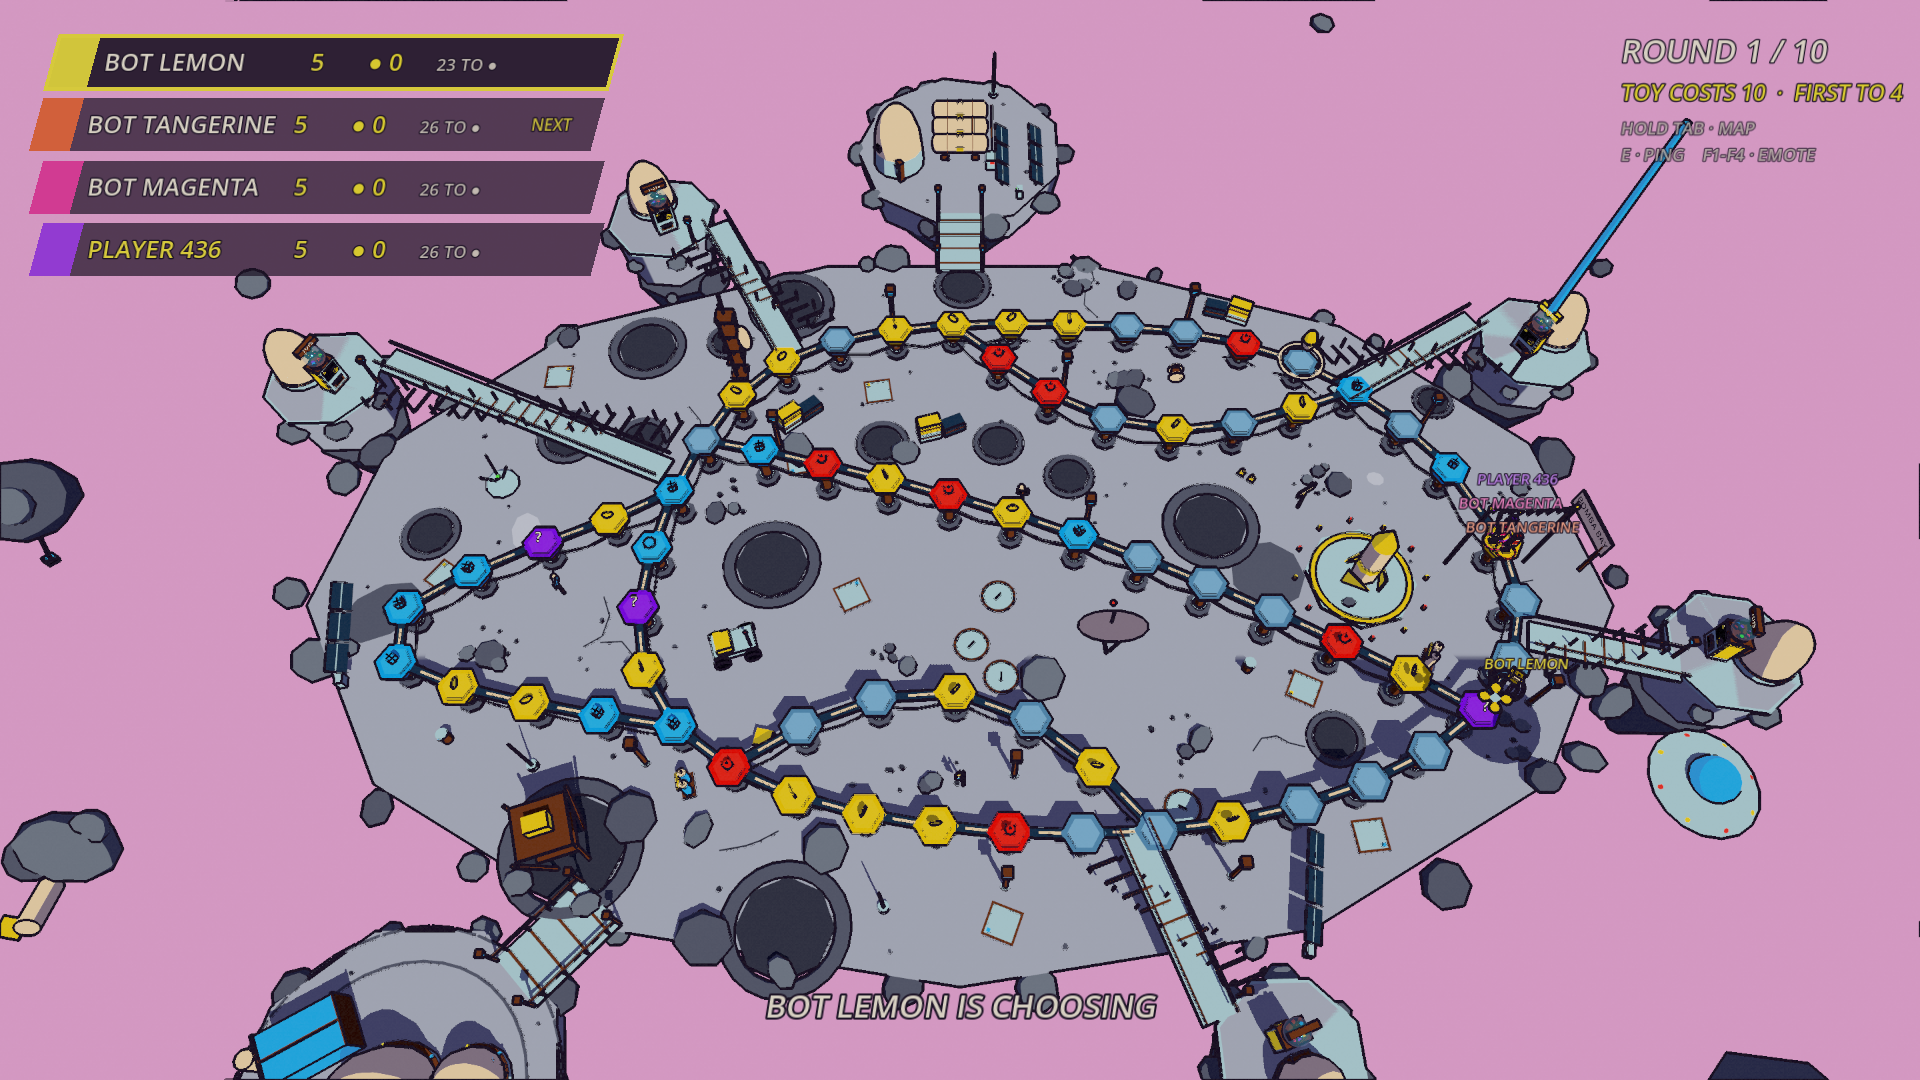 BOT LEMON 5 0 23 TO
BOT TANGERINE 5 0 26 TO NEXT
BOT MAGENTA 5 0 26 TO
PLAYER 436 5 0 26 TO
ROUND 1 / 10
TOY COSTS 10 · FIRST TO 4
HOLD TAB · MAP
E · PING F1-F4 · EMOTE
PLAYER 436
BOT MAGENTA
BOT TANGERINE
BOT LEMON
?
?
BOT LEMON IS CHOOSING